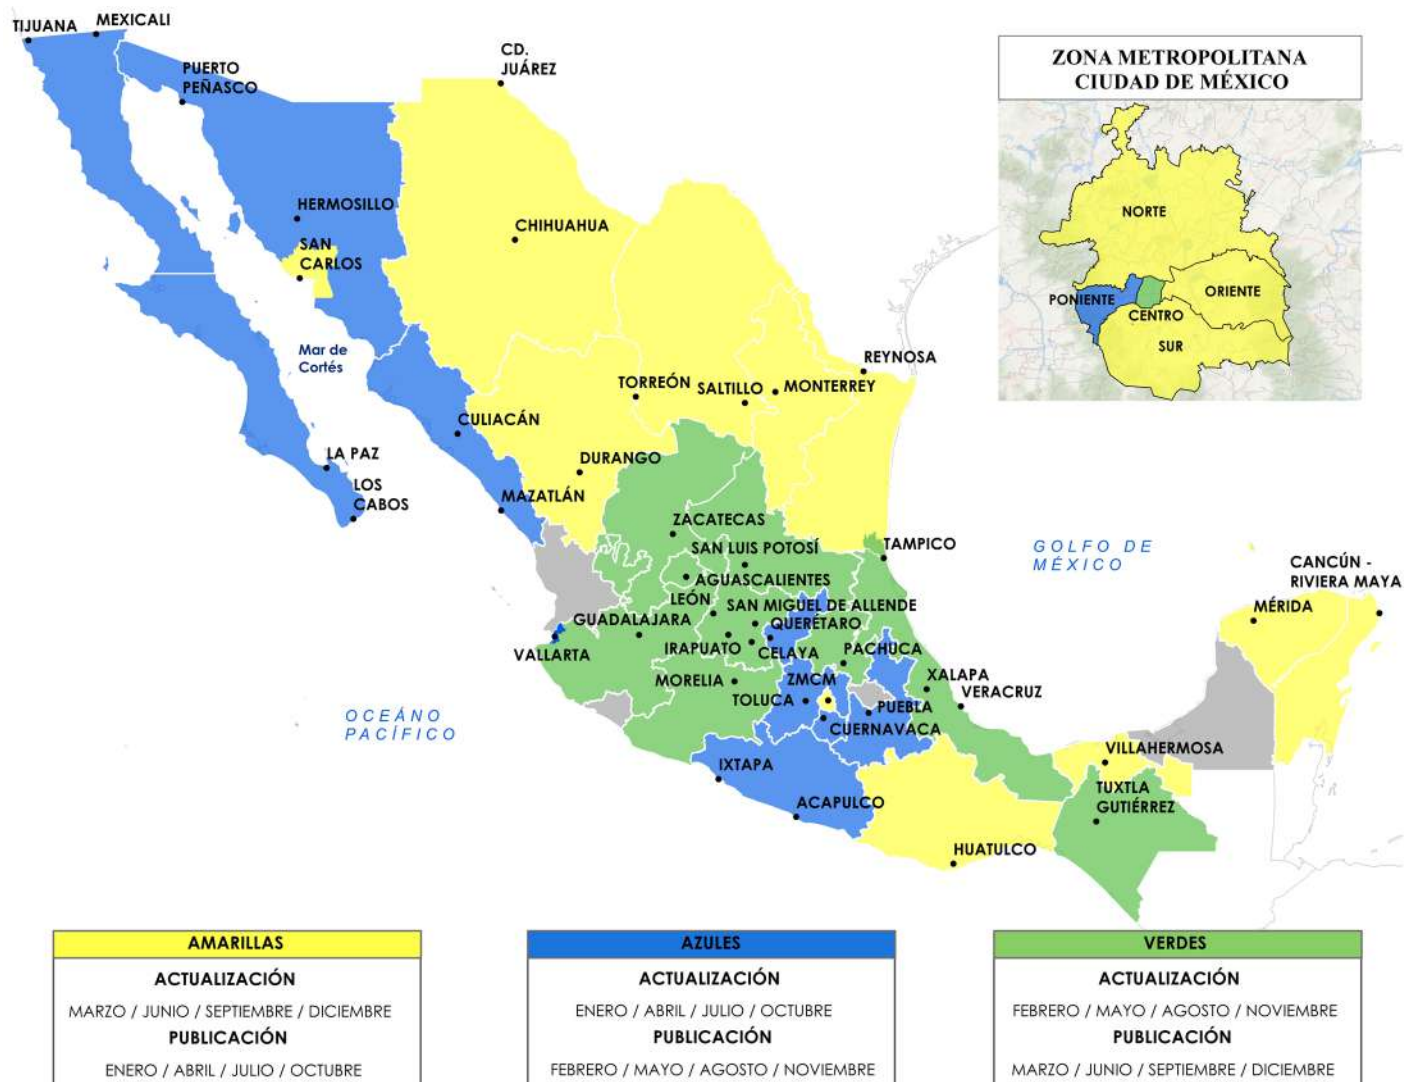 TIJUANA
MEXICALI
PUERTO
PEÑASCO
CD.
JUÁREZ
ZONA METROPOLITANA
CIUDAD DE MÉXICO
NORTE
PONIENTE
ORIENTE
CENTRO
SUR
HERMOSILLO
SAN
CARLOS
CHIHUAHUA
Mar de
Cortés
REYNOSA
TORREÓN
SALTILLO
MONTERREY
CULIACÁN
LA PAZ
LOS
CABOS
DURANGO
MAZATLÁN
ZACATECAS
SAN LUIS POTOSÍ
TAMPICO
GOLFO DE
MÉXICO
CANCÚN -
RIVIERA MAYA
MÉRIDA
AGUASCALIENTES
LEÓN
SAN MIGUEL DE ALLENDE
GUADALAJARA
QUERÉTARO
VALLARTA
IRAPUATO
CELAYA
PACHUCA
MORELIA
ZMCM
XALAPA
TOLUCA
PUEBLA
VERACRUZ
CUERNAVACA
OCEÁNO
PACÍFICO
VILLAHERMOSA
IXTAPA
TUXTLA
GUTIÉRREZ
ACAPULCO
HUATULCO
AMARILLAS
ACTUALIZACIÓN
MARZO / JUNIO / SEPTIEMBRE / DICIEMBRE
PUBLICACIÓN
ENERO / ABRIL / JULIO / OCTUBRE
AZULES
ACTUALIZACIÓN
ENERO / ABRIL / JULIO / OCTUBRE
PUBLICACIÓN
FEBRERO / MAYO / AGOSTO / NOVIEMBRE
VERDES
ACTUALIZACIÓN
FEBRERO / MAYO / AGOSTO / NOVIEMBRE
PUBLICACIÓN
MARZO / JUNIO / SEPTIEMBRE / DICIEMBRE